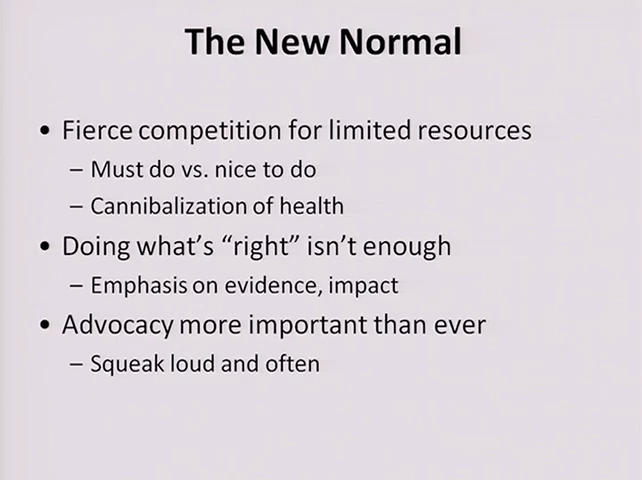 The New Normal
• Fierce competition for limited resources
– Must do vs. nice to do
– Cannibalization of health
• Doing what’s “right” isn’t enough
– Emphasis on evidence, impact
• Advocacy more important than ever
– Squeak loud and often